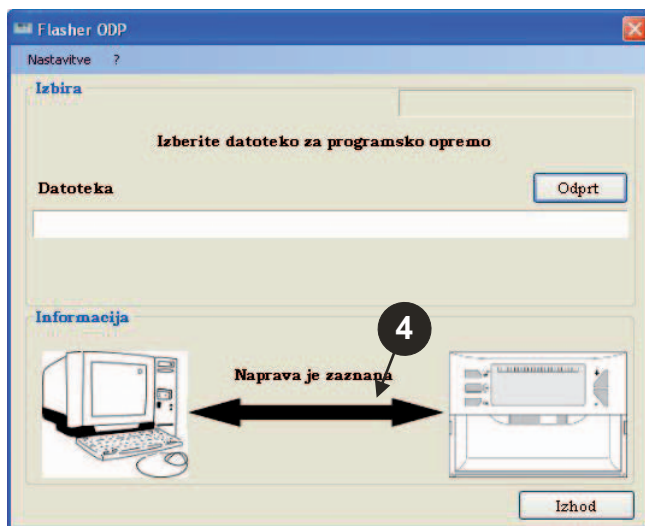 Flasher ODP
Nastavitve ?
Izbira
Izberite datoteko za programsko opremo
Datoteka
Odprt
Informacija
4
Naprava je zaznana
Izhod